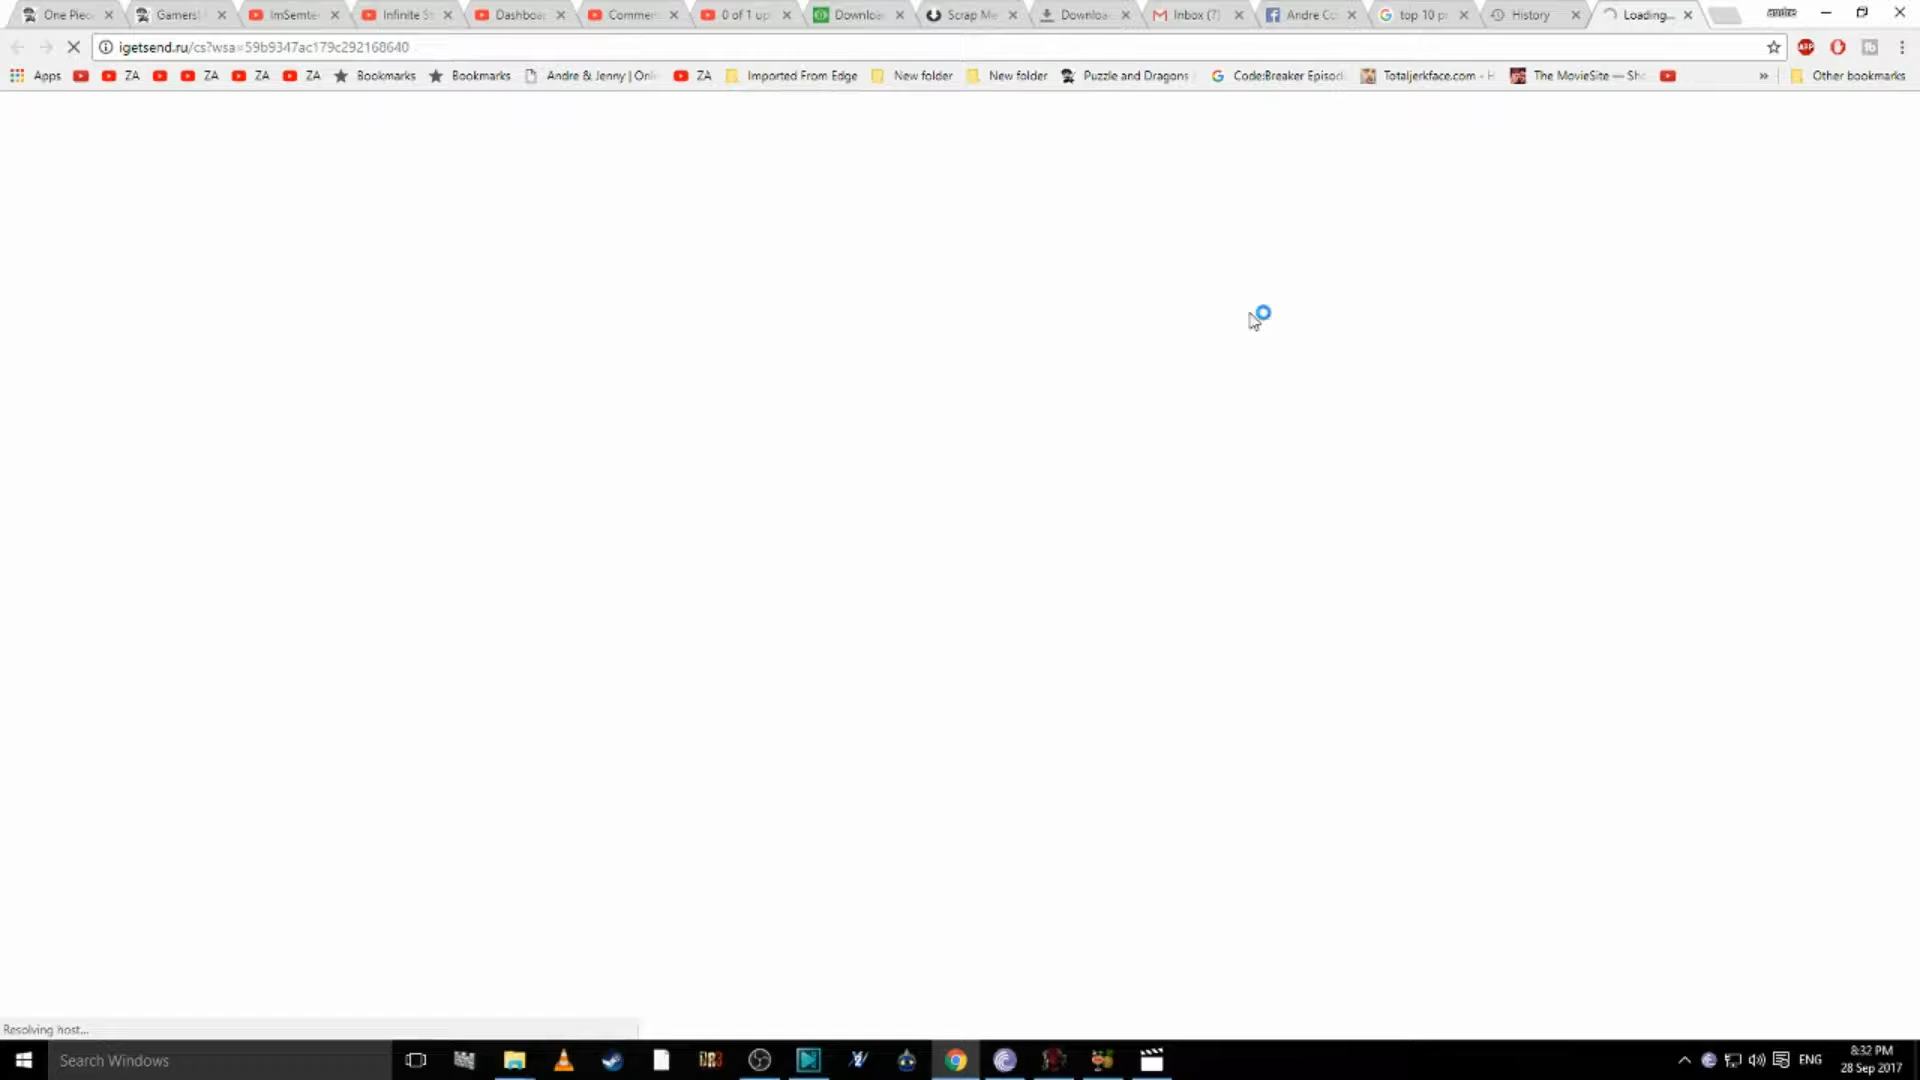 One Piec
Gamers!
ImSemte
Infinite S
Dashboa
Commen
0 of 1 up
Downloa
Scrap Me
Downloa
Inbox (7)
Andre Co
top 10 p
History
Loading...
igetsend.ru/cs?wsa=59b9347ac179c292168640
Apps
ZA
ZA
ZA
ZA
Bookmarks
Bookmarks
Andre & Jenny | Onli
ZA
Imported From Edge
New folder
New folder
Puzzle and Dragons
Code:Breaker Episod
Totaljerkface.com - H
The MovieSite — Sho
»
Other bookmarks
Resolving host...
Search Windows
ENG
8:32 PM
28 Sep 2017